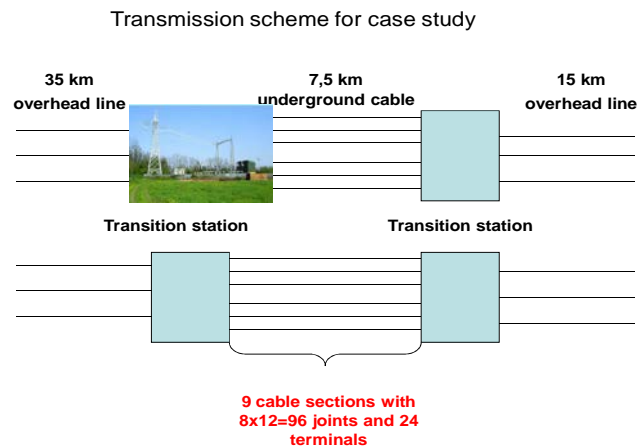 Transmission scheme for case study
35 km
overhead line
7,5 km
underground cable
15 km
overhead line
Transition station
Transition station
9 cable sections with
8x12=96 joints and 24
terminals